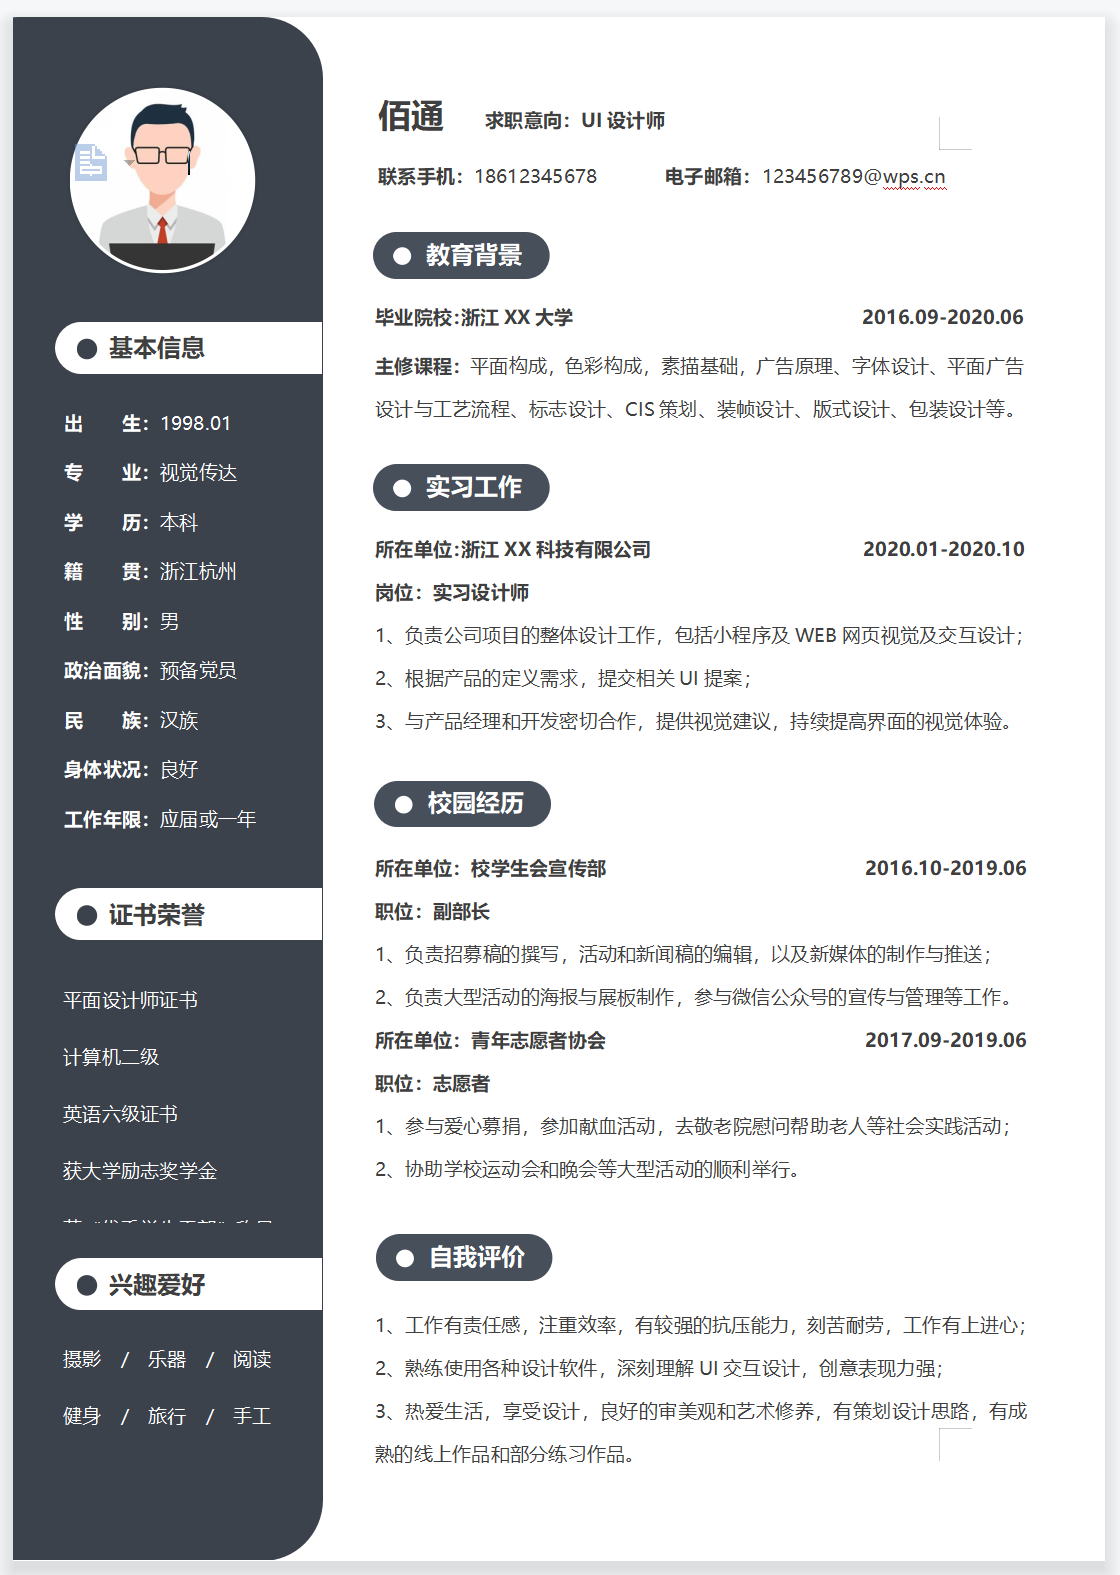 佰通 求职意向：UI 设计师
联系手机：18612345678 电子邮箱：123456789@wps.cn
基本信息
出 生：1998.01
专 业：视觉传达
学 历：本科
籍 贯：浙江杭州
性 别：男
政治面貌：预备党员
民 族：汉族
身体状况：良好
工作年限：应届或一年
证书荣誉
平面设计师证书
计算机二级
英语六级证书
获大学励志奖学金
兴趣爱好
摄影 / 乐器 / 阅读
健身 / 旅行 / 手工
教育背景
毕业院校:浙江 XX 大学 2016.09-2020.06
主修课程：平面构成，色彩构成，素描基础，广告原理、字体设计、平面广告
设计与工艺流程、标志设计、CIS 策划、装帧设计、版式设计、包装设计等。
实习工作
所在单位:浙江 XX 科技有限公司 2020.01-2020.10
岗位：实习设计师
1、负责公司项目的整体设计工作，包括小程序及 WEB 网页视觉及交互设计；
2、根据产品的定义需求，提交相关 UI 提案；
3、与产品经理和开发密切合作，提供视觉建议，持续提高界面的视觉体验。
校园经历
所在单位：校学生会宣传部 2016.10-2019.06
职位：副部长
1、负责招募稿的撰写，活动和新闻稿的编辑，以及新媒体的制作与推送；
2、负责大型活动的海报与展板制作，参与微信公众号的宣传与管理等工作。
所在单位：青年志愿者协会 2017.09-2019.06
职位：志愿者
1、参与爱心募捐，参加献血活动，去敬老院慰问帮助老人等社会实践活动；
2、协助学校运动会和晚会等大型活动的顺利举行。
自我评价
1、工作有责任感，注重效率，有较强的抗压能力，刻苦耐劳，工作有上进心；
2、熟练使用各种设计软件，深刻理解 UI 交互设计，创意表现力强；
3、热爱生活，享受设计，良好的审美观和艺术修养，有策划设计思路，有成
熟的线上作品和部分练习作品。